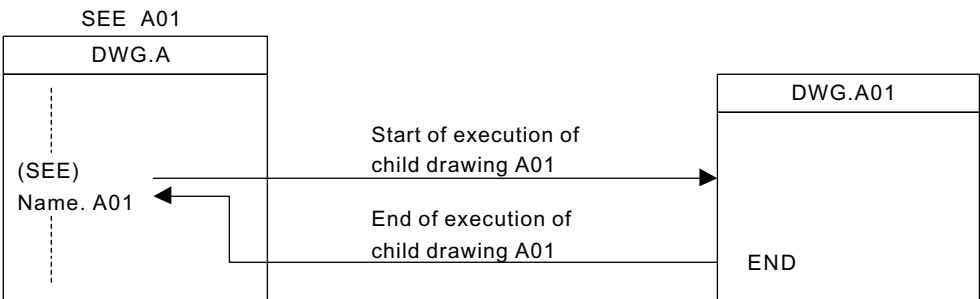 SEE A01
DWG.A
(SEE)
Name. A01
Start of execution of
child drawing A01
End of execution of
child drawing A01
DWG.A01
END